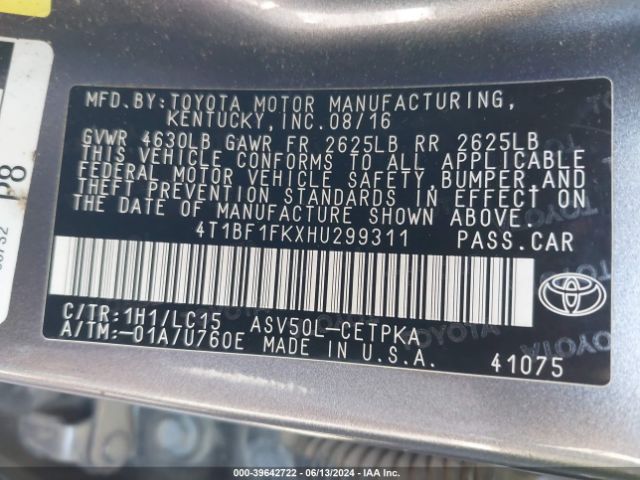 MFD.BY:TOYOTA MOTOR MANUFACTURING,
KENTUCKY,INC.08/16
GVWR 4630LB GAWR FR 2625LB RR 2625LB
THIS VEHICLE CONFORMS TO ALL APPLICABLE
FEDERAL MOTOR VEHICLE SAFETY,BUMPER,AND
THEFT PREVENTION STANDARDS IN EFFECT ON
THE DATE OF MANUFACTURE SHOWN ABOVE.
4T1BF1FKXHU299311 PASS.CAR
C/TR:1H1/LC15 ASV50L-CETPKA
A/TM:-01A/U760E MADE IN U.S.A. 41075
TOYOTA
P8
000-39642722 - 06/13/2024 - IAA Inc.